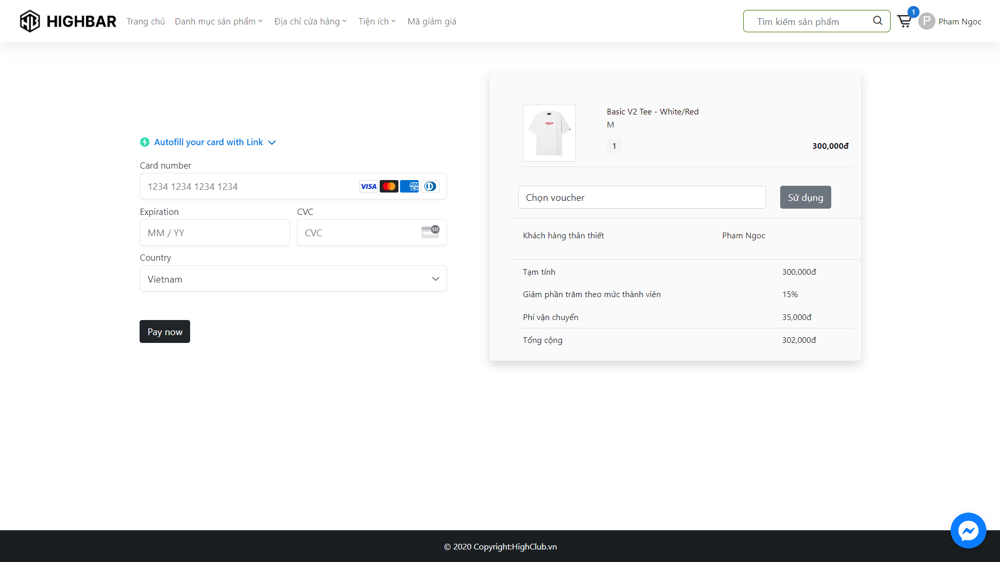 HIGHBAR Trang chủ Danh mục sản phẩm Địa chỉ cửa hàng Tiện ích Mã giảm giá Tìm kiếm sản phẩm 1 P Pham Ngoc
Autofill your card with Link
Card number
1234 1234 1234 1234 VISA AMEX
Expiration CVC
MM / YY CVC 135
Country
Vietnam
Pay now
Basic V2 Tee - White/Red
M
1 300,000đ
Chọn voucher Sử dụng
Khách hàng thân thiết Pham Ngoc
Tạm tính 300,000đ
Giảm phần trăm theo mức thành viên 15%
Phí vận chuyển 35,000đ
Tổng cộng 302,000đ
© 2020 Copyright:HighClub.vn